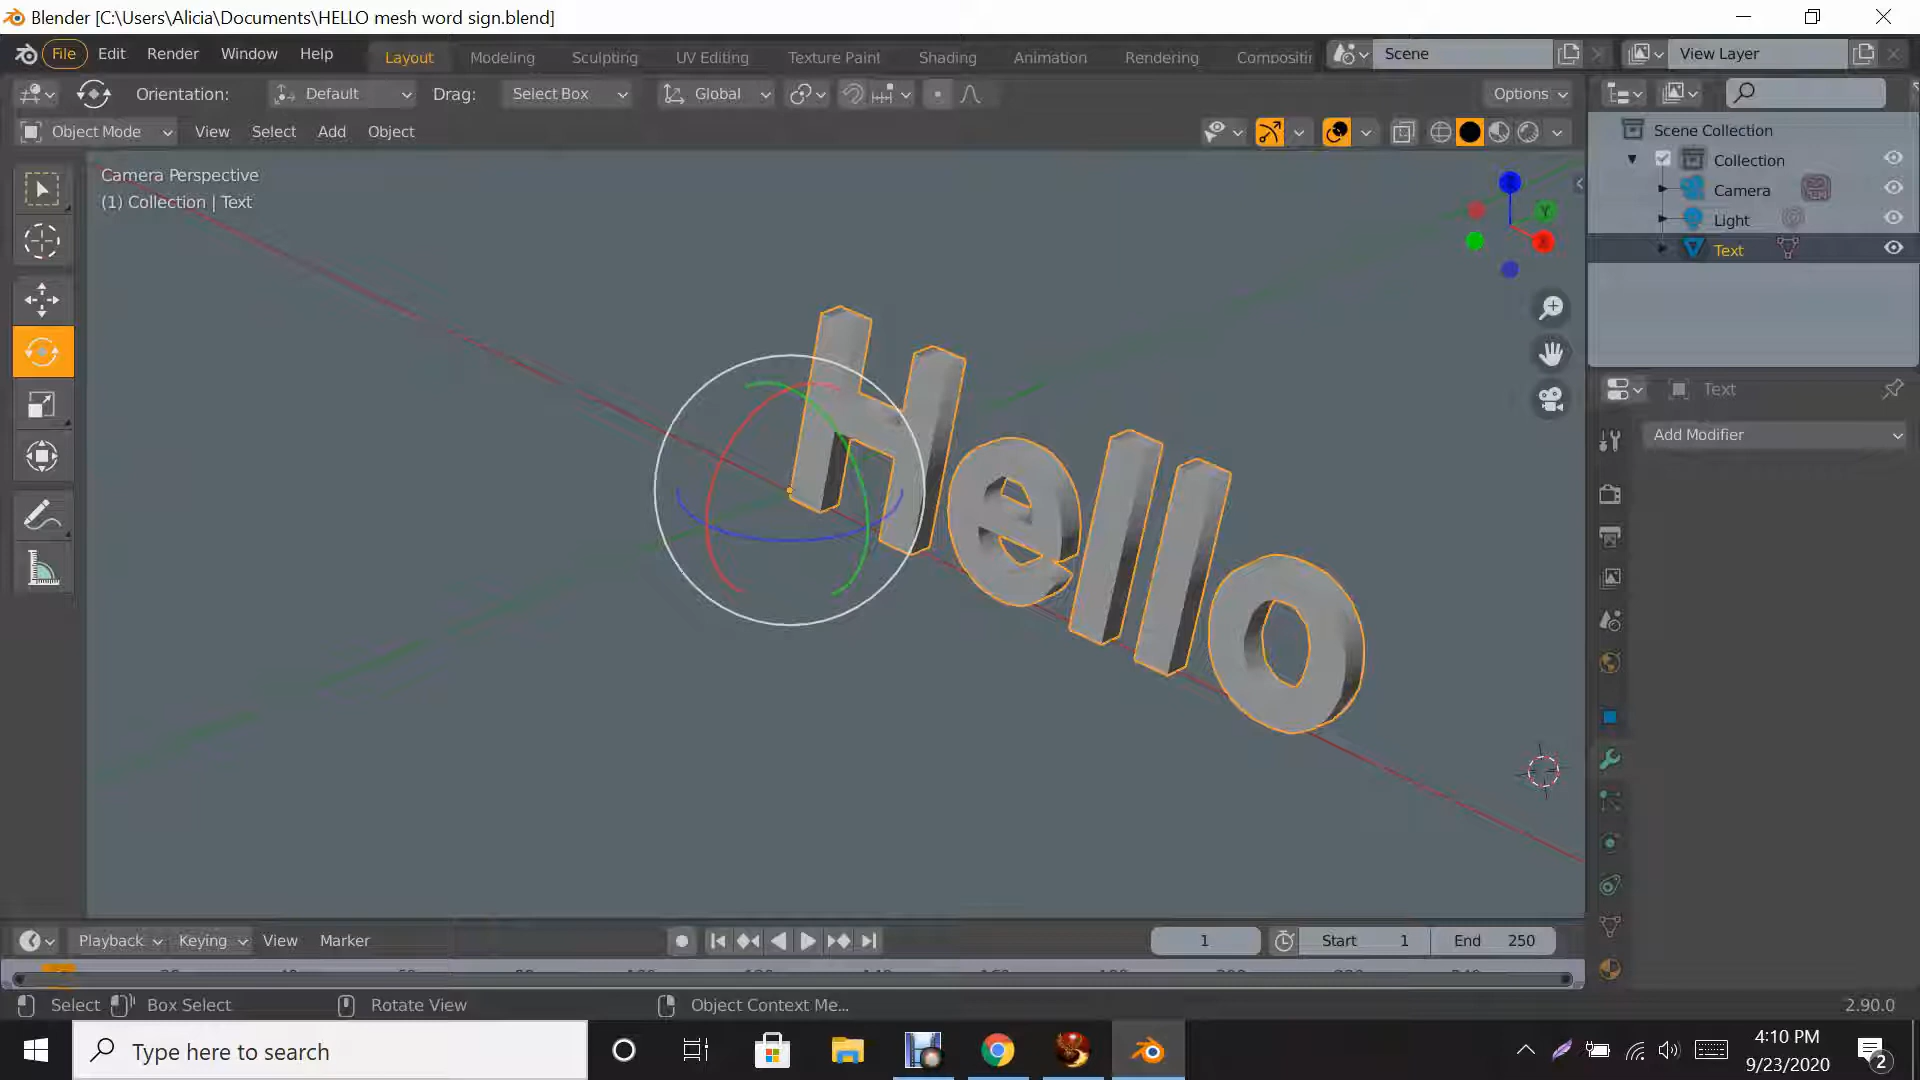 Blender [C:\Users\Alicia\Documents\HELLO mesh word sign.blend]
File Edit Render Window Help Layout Modeling Sculpting UV Editing Texture Paint Shading Animation Rendering Scene View Layer
Orientation: Default Drag: Select Box Global Options
Object Mode View Select Add Object
Scene Collection
Collection
Camera
Light
Text
Camera Perspective
(1) Collection | Text
Z
Y
X
Hello
Text
Add Modifier
Playback Keying View Marker 1 Start 1 End 250
Select Box Select Rotate View Object Context Me... 2.90.0
Type here to search
4:10 PM
9/23/2020
2